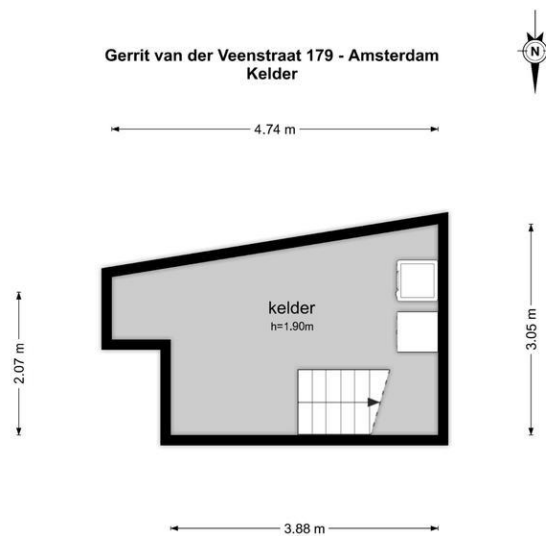 Gerrit van der Veenstraat 179 - Amsterdam
Kelder
N
4.74 m
kelder
h=1.90m
2.07 m
3.05 m
3.88 m